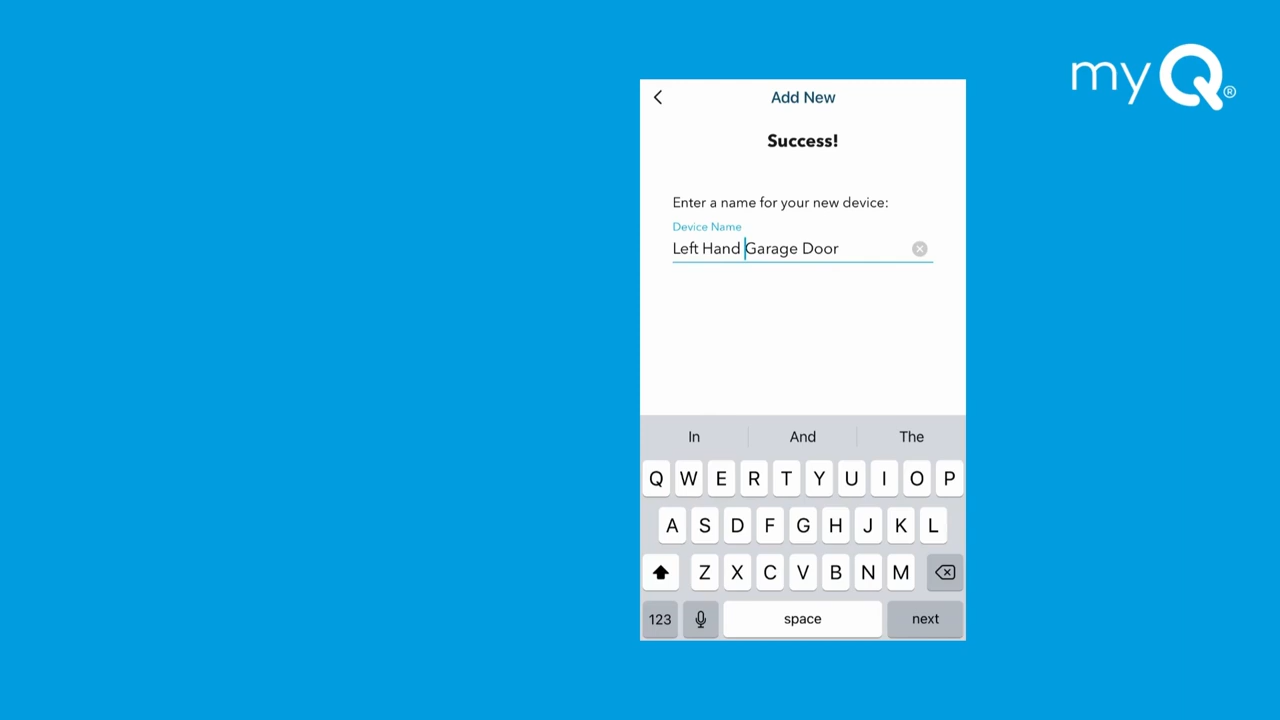 myQ®
Add New
Success!
Enter a name for your new device:
Device Name
Left Hand Garage Door
In And The
Q W E R T Y U I O P
A S D F G H J K L
Z X C V B N M
123 space next